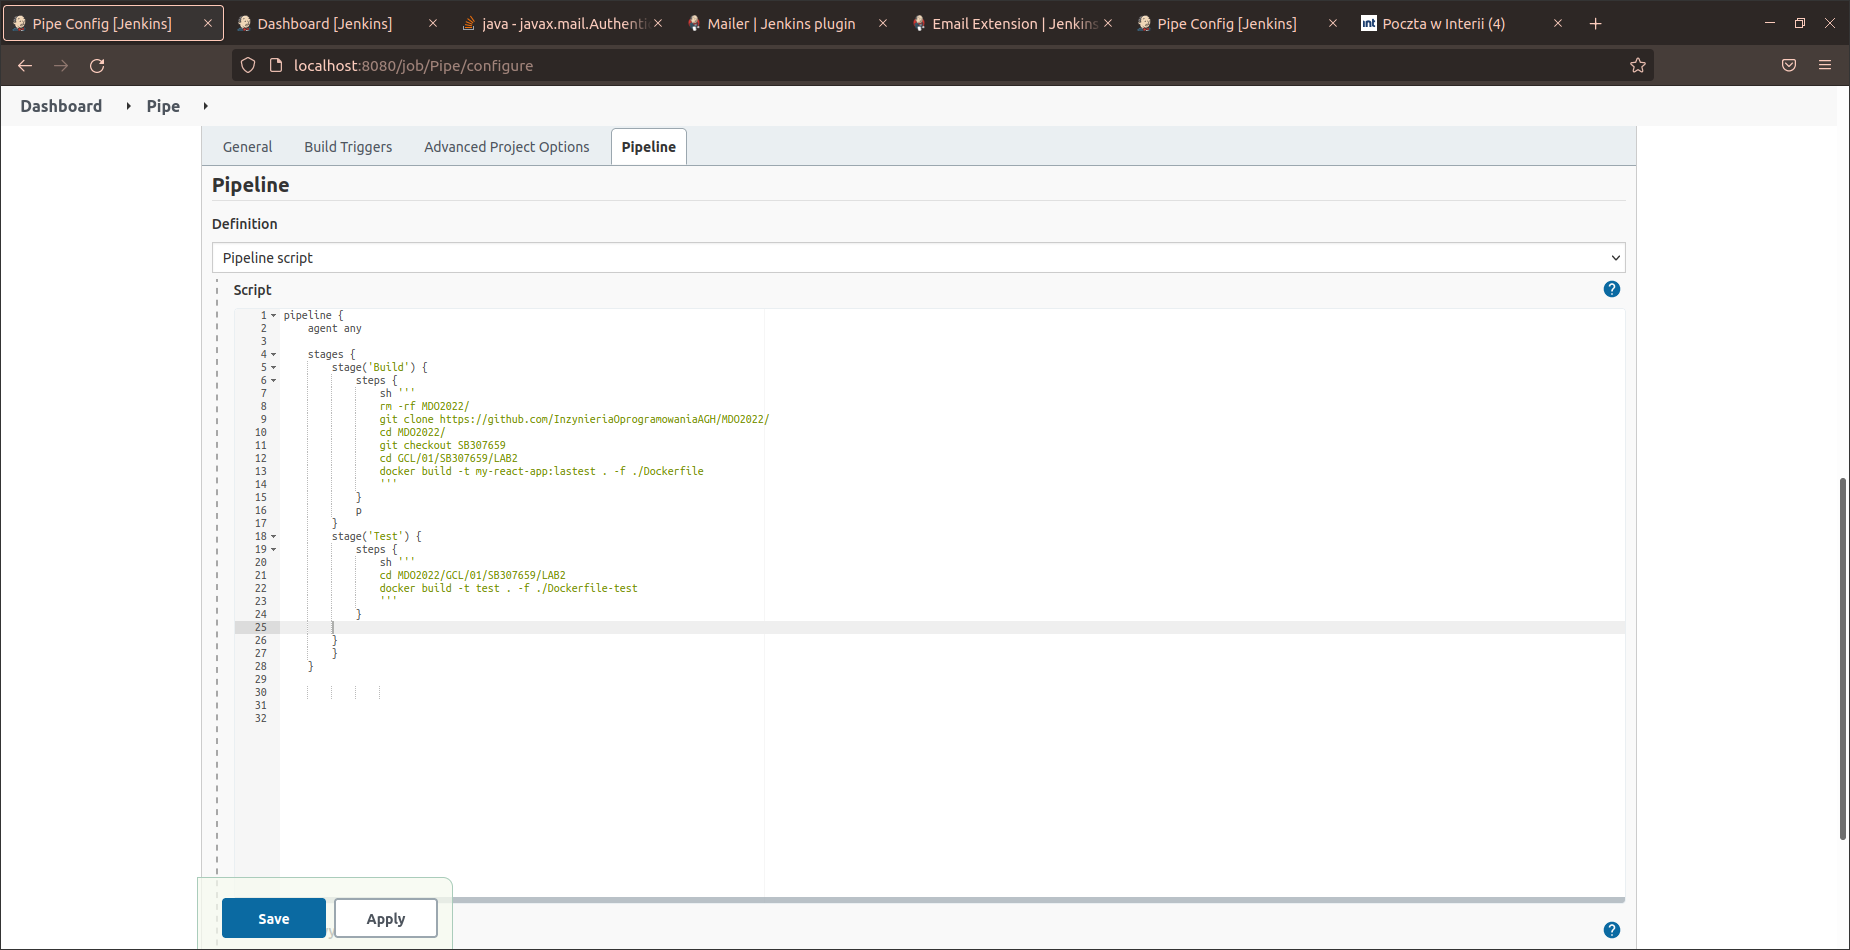 Pipe Config [Jenkins]
Dashboard [Jenkins]
java - javax.mail.Authenti
Mailer | Jenkins plugin
Email Extension | Jenkins
Pipe Config [Jenkins]
int Poczta w Interii (4)
localhost:8080/job/Pipe/configure
Dashboard
Pipe
General
Build Triggers
Advanced Project Options
Pipeline
Pipeline
Definition
Pipeline script
Script
?
1 pipeline {
2 agent any
3
4 stages {
5 stage('Build') {
6 steps {
7 sh '''
8 rm -rf MDO2022/
9 git clone https://github.com/InzynieriaOprogramowaniaAGH/MDO2022/
10 cd MDO2022/
11 git checkout SB307659
12 cd GCL/01/SB307659/LAB2
13 docker build -t my-react-app:lastest . -f ./Dockerfile
14 '''
15 }
16 p
17 }
18 stage('Test') {
19 steps {
20 sh '''
21 cd MDO2022/GCL/01/SB307659/LAB2
22 docker build -t test . -f ./Dockerfile-test
23 '''
24 }
25
26 }
27 }
28 }
29
30
31
32
Save
Apply
?